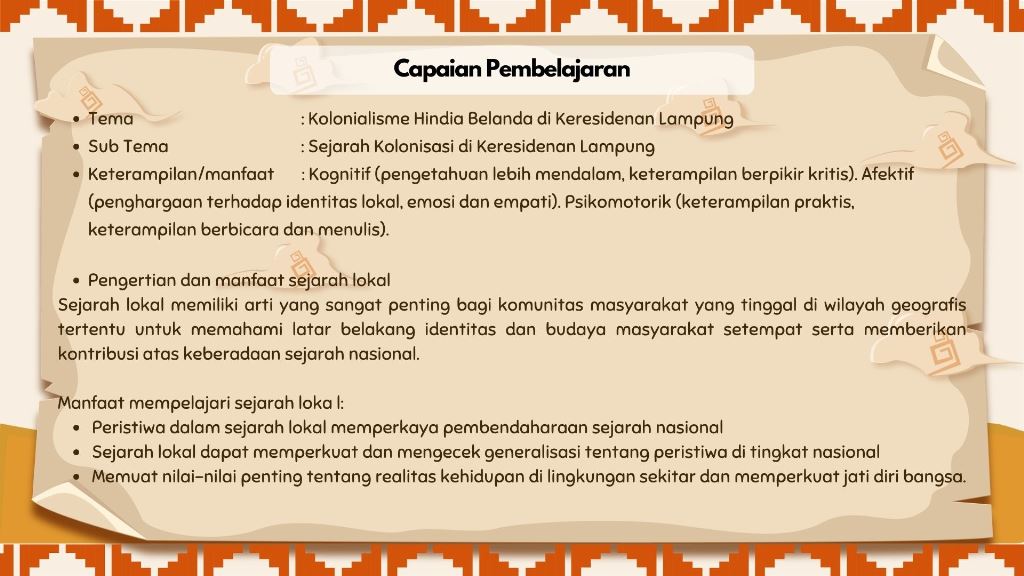 Capaian Pembelajaran
• Tema : Kolonialisme Hindia Belanda di Keresidenan Lampung
• Sub Tema : Sejarah Kolonisasi di Keresidenan Lampung
• Keterampilan/manfaat : Kognitif (pengetahuan lebih mendalam, keterampilan berpikir kritis). Afektif
(penghargaan terhadap identitas lokal, emosi dan empati). Psikomotorik (keterampilan praktis,
keterampilan berbicara dan menulis).
• Pengertian dan manfaat sejarah lokal
Sejarah lokal memiliki arti yang sangat penting bagi komunitas masyarakat yang tinggal di wilayah geografis
tertentu untuk memahami latar belakang identitas dan budaya masyarakat setempat serta memberikan
kontribusi atas keberadaan sejarah nasional.
Manfaat mempelajari sejarah loka l:
• Peristiwa dalam sejarah lokal memperkaya pembendaharaan sejarah nasional
• Sejarah lokal dapat memperkuat dan mengecek generalisasi tentang peristiwa di tingkat nasional
• Memuat nilai-nilai penting tentang realitas kehidupan di lingkungan sekitar dan memperkuat jati diri bangsa.